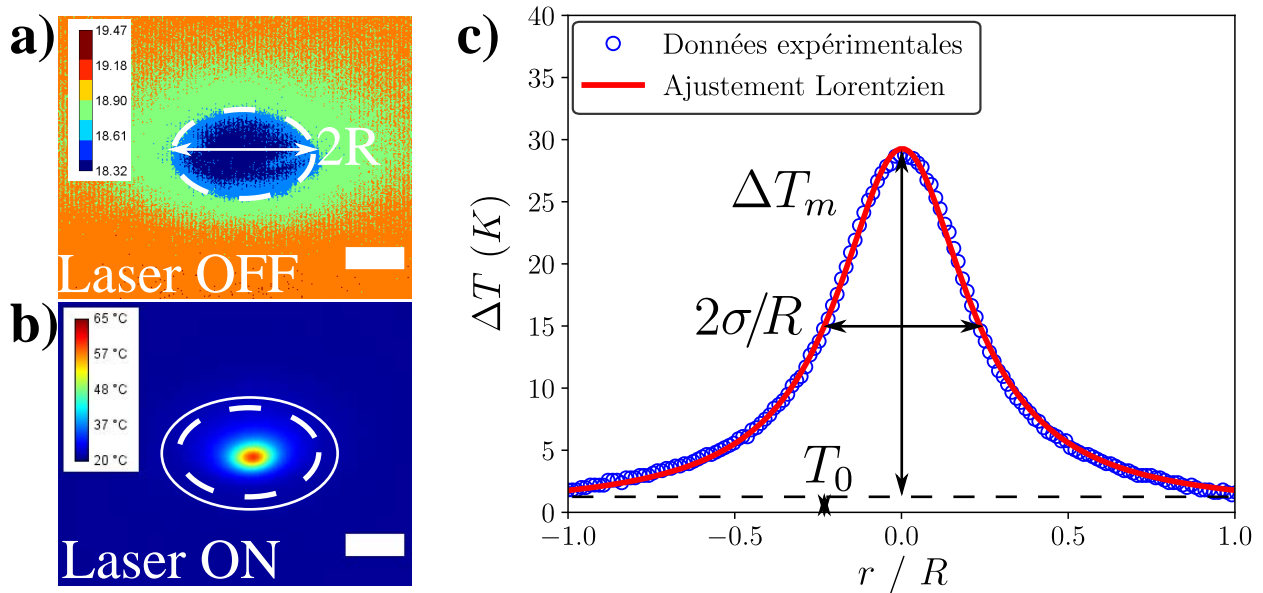 a)
19.47
19.18
18.90
18.61
18.32
2R
Laser OFF
b)
65 °C
57 °C
48 °C
37 °C
20 °C
Laser ON
c)
40
35
30
25
20
15
10
5
0
ΔT (K)
Données expérimentales
Ajustement Lorentzien
ΔTₘ
2σ/R
T₀
−1.0
−0.5
0.0
0.5
1.0
r / R